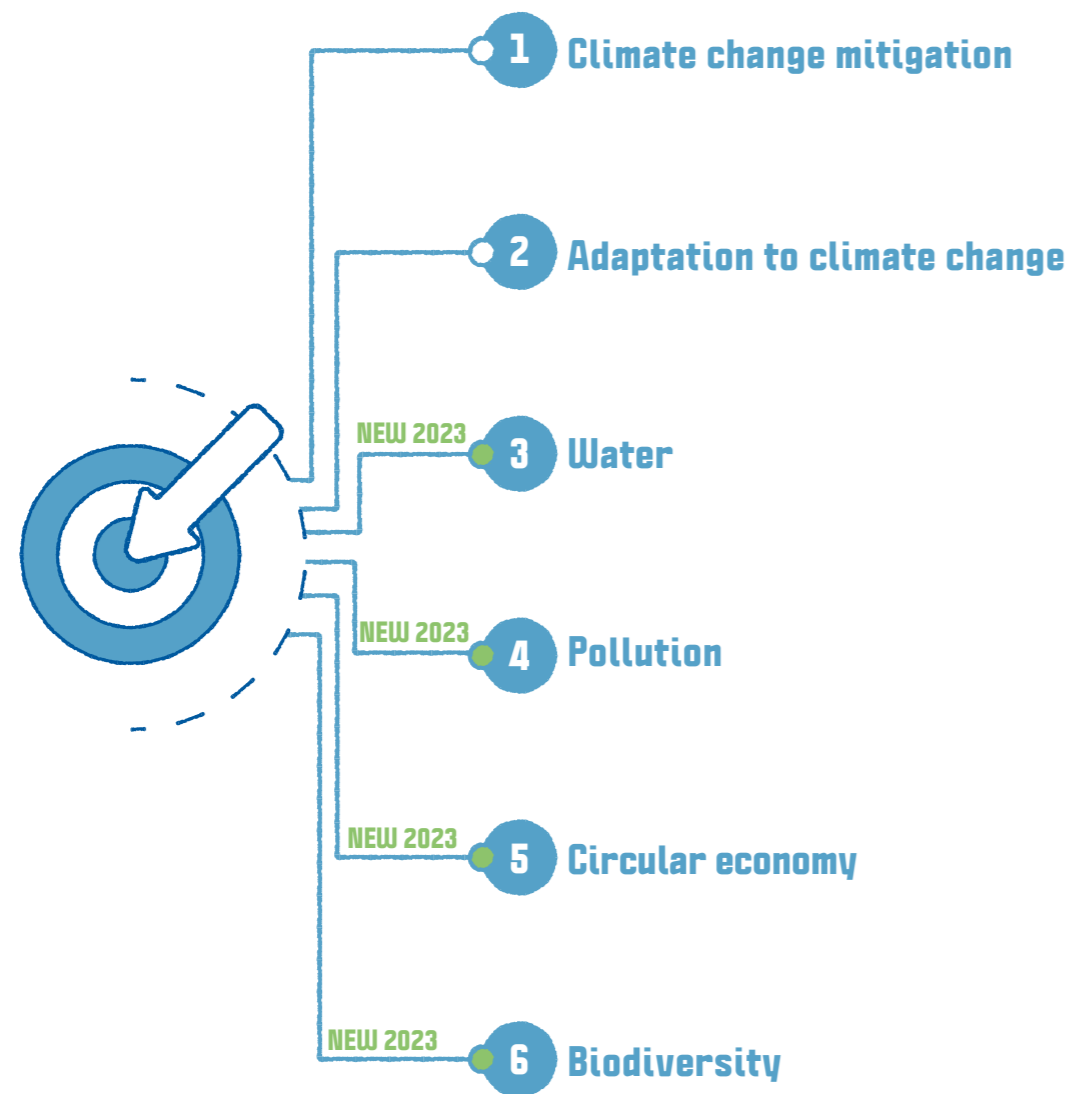 1 Climate change mitigation
2 Adaptation to climate change
NEW 2023
3 Water
NEW 2023
4 Pollution
NEW 2023
5 Circular economy
NEW 2023
6 Biodiversity